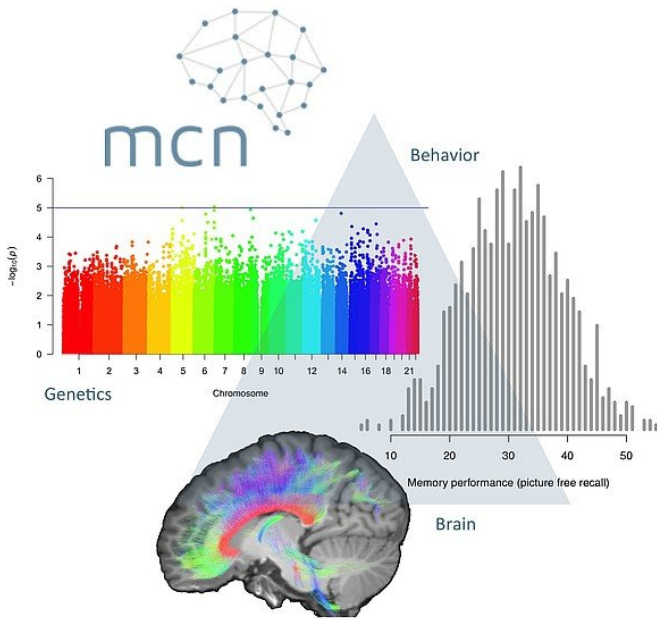 mcn
Behavior
6
5
4
3
2
1
0
−log₁₀(p)
1 2 3 4 5 6 7 8 9 10 12 14 16 18 21
Chromosome
Genetics
10 20 30 40 50
Memory performance (picture free recall)
Brain